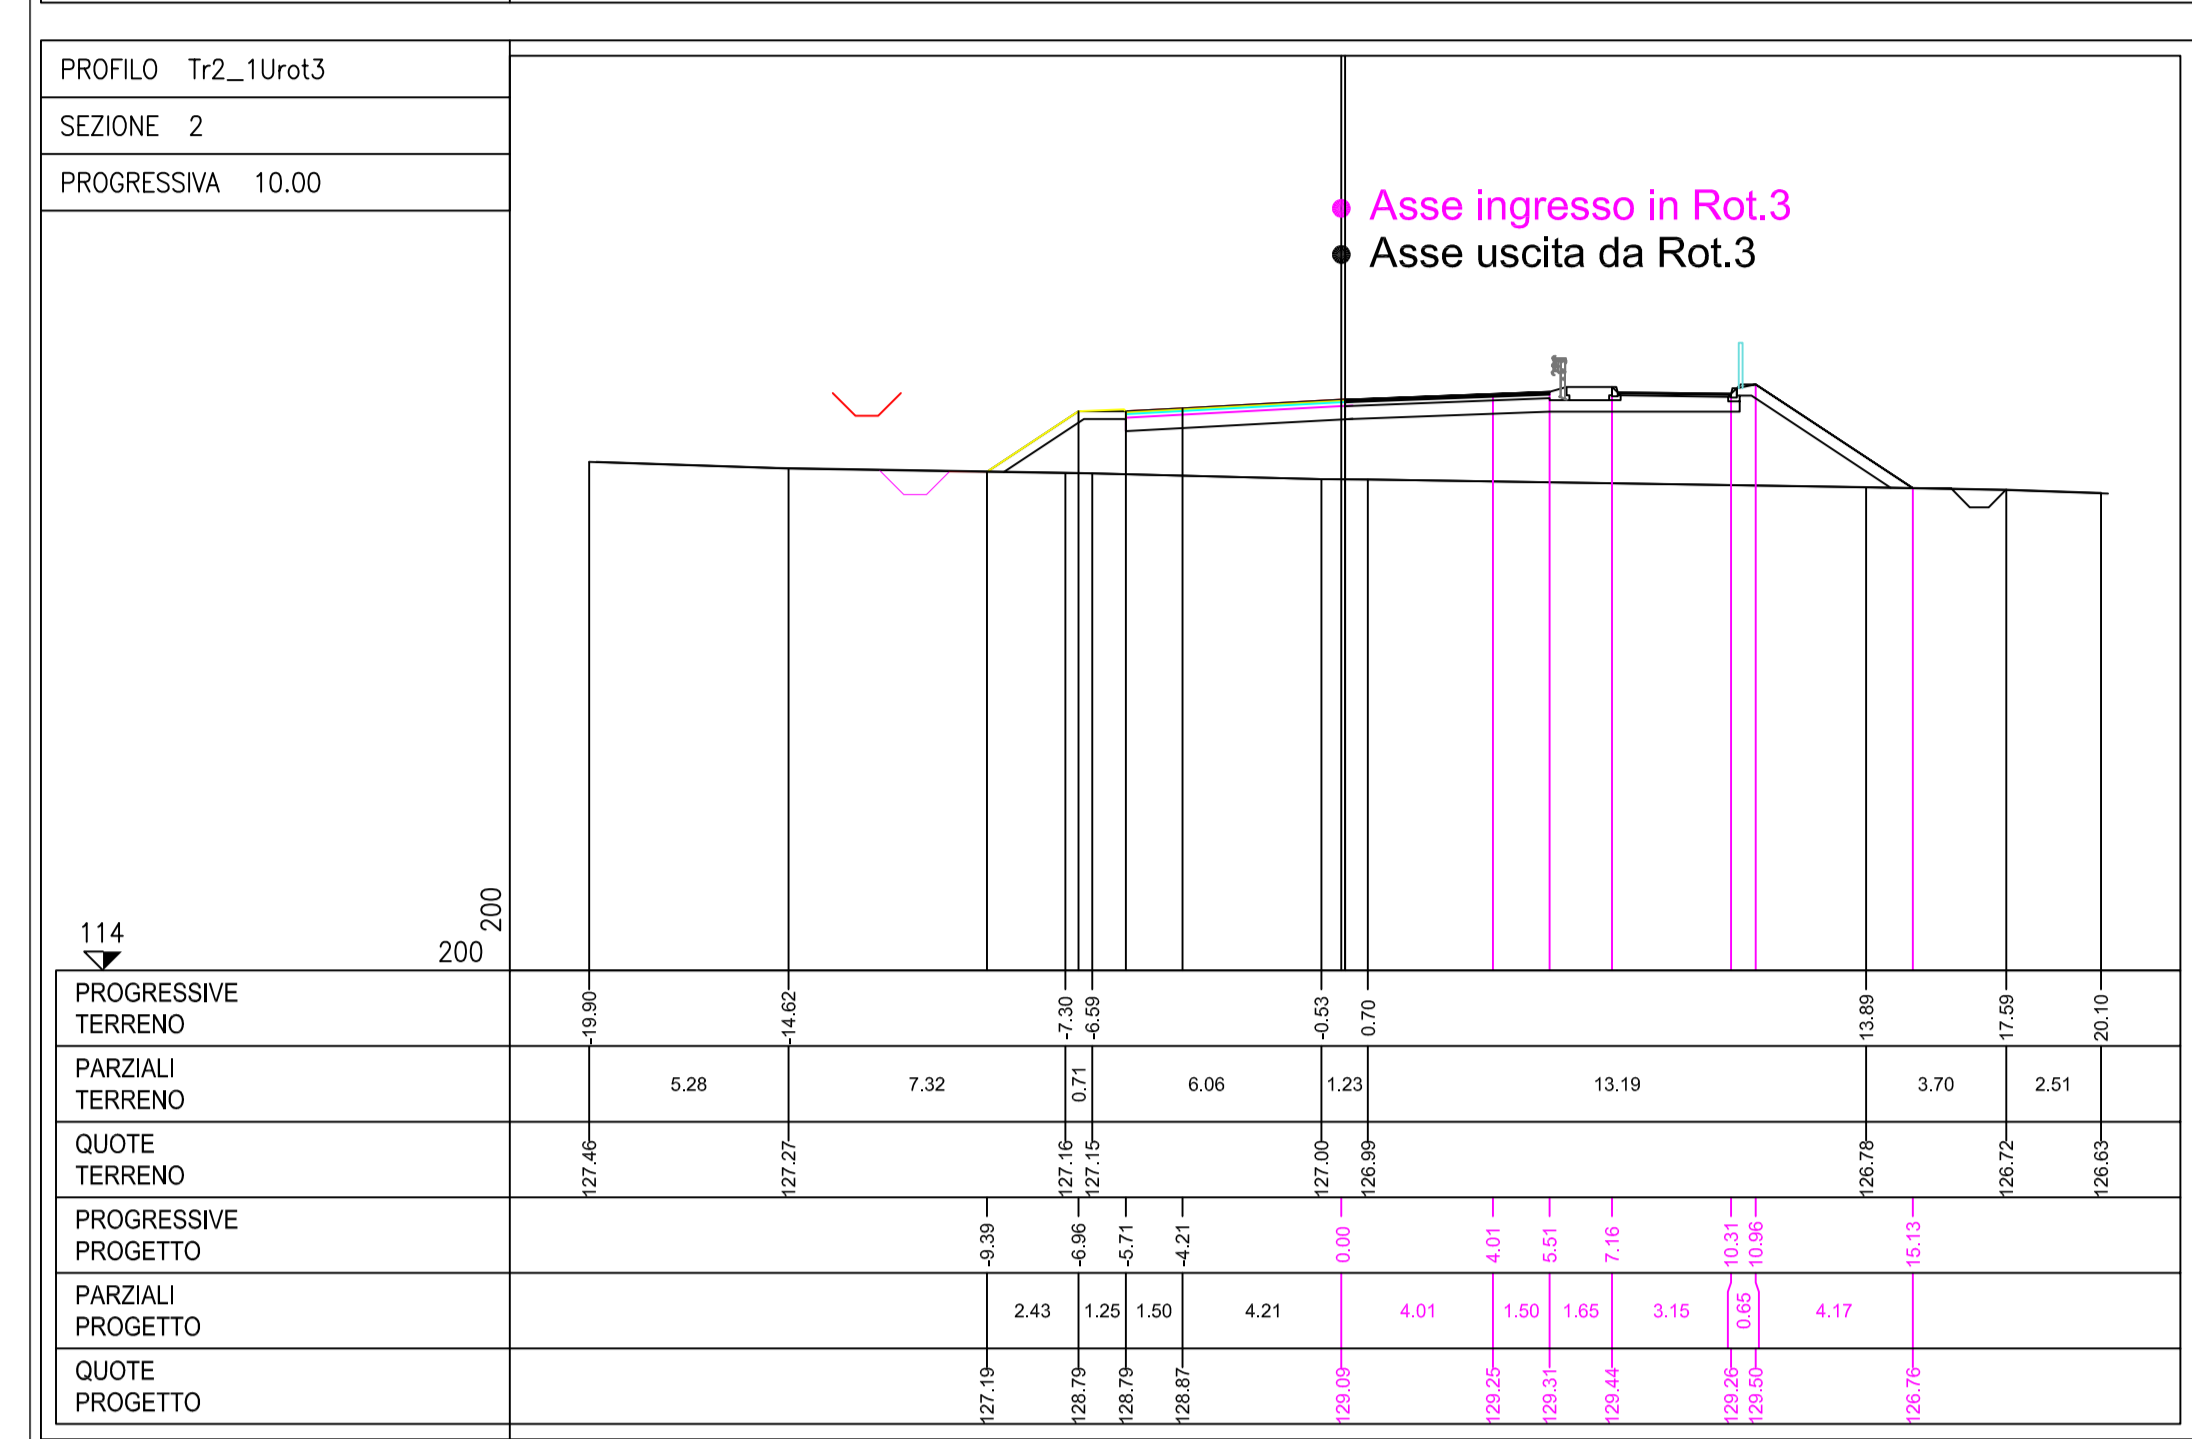 PROFILO Tr2_1Urot3
SEZIONE 2
PROGRESSIVA 10.00
Asse ingresso in Rot.3
Asse uscita da Rot.3
200
114
200
PROGRESSIVE
TERRENO
-19.90 -14.62 -7.30 -6.59 -0.53 0.70 13.89 17.59 20.10
PARZIALI
TERRENO
5.28 7.32 0.71 6.06 1.23 13.19 3.70 2.51
QUOTE
TERRENO
127.46 127.27 127.16 127.15 127.00 126.99 126.78 126.72 126.63
PROGRESSIVE
PROGETTO
-9.39 -6.96 -5.71 -4.21 0.00 4.01 5.51 7.16 10.31 10.96 15.13
PARZIALI
PROGETTO
2.43 1.25 1.50 4.21 4.01 1.50 1.65 3.15 0.65 4.17
QUOTE
PROGETTO
127.19 128.79 128.79 128.87 129.09 129.25 129.31 129.44 129.26 129.50 126.76